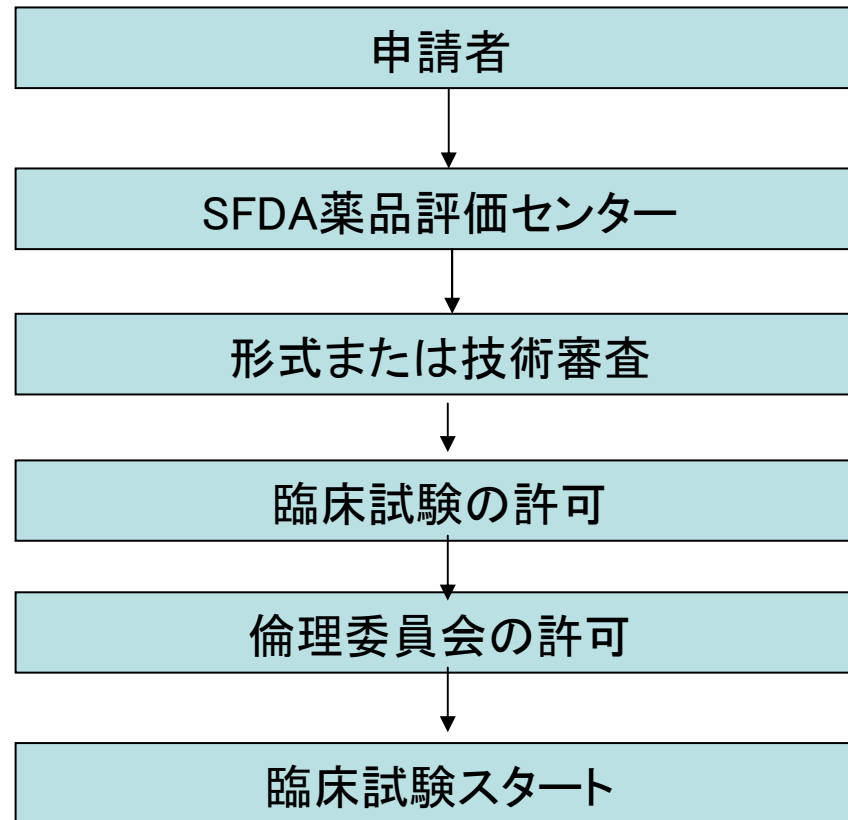 申請者
SFDA薬品評価センター
形式または技術審査
臨床試験の許可
倫理委員会の許可
臨床試験スタート